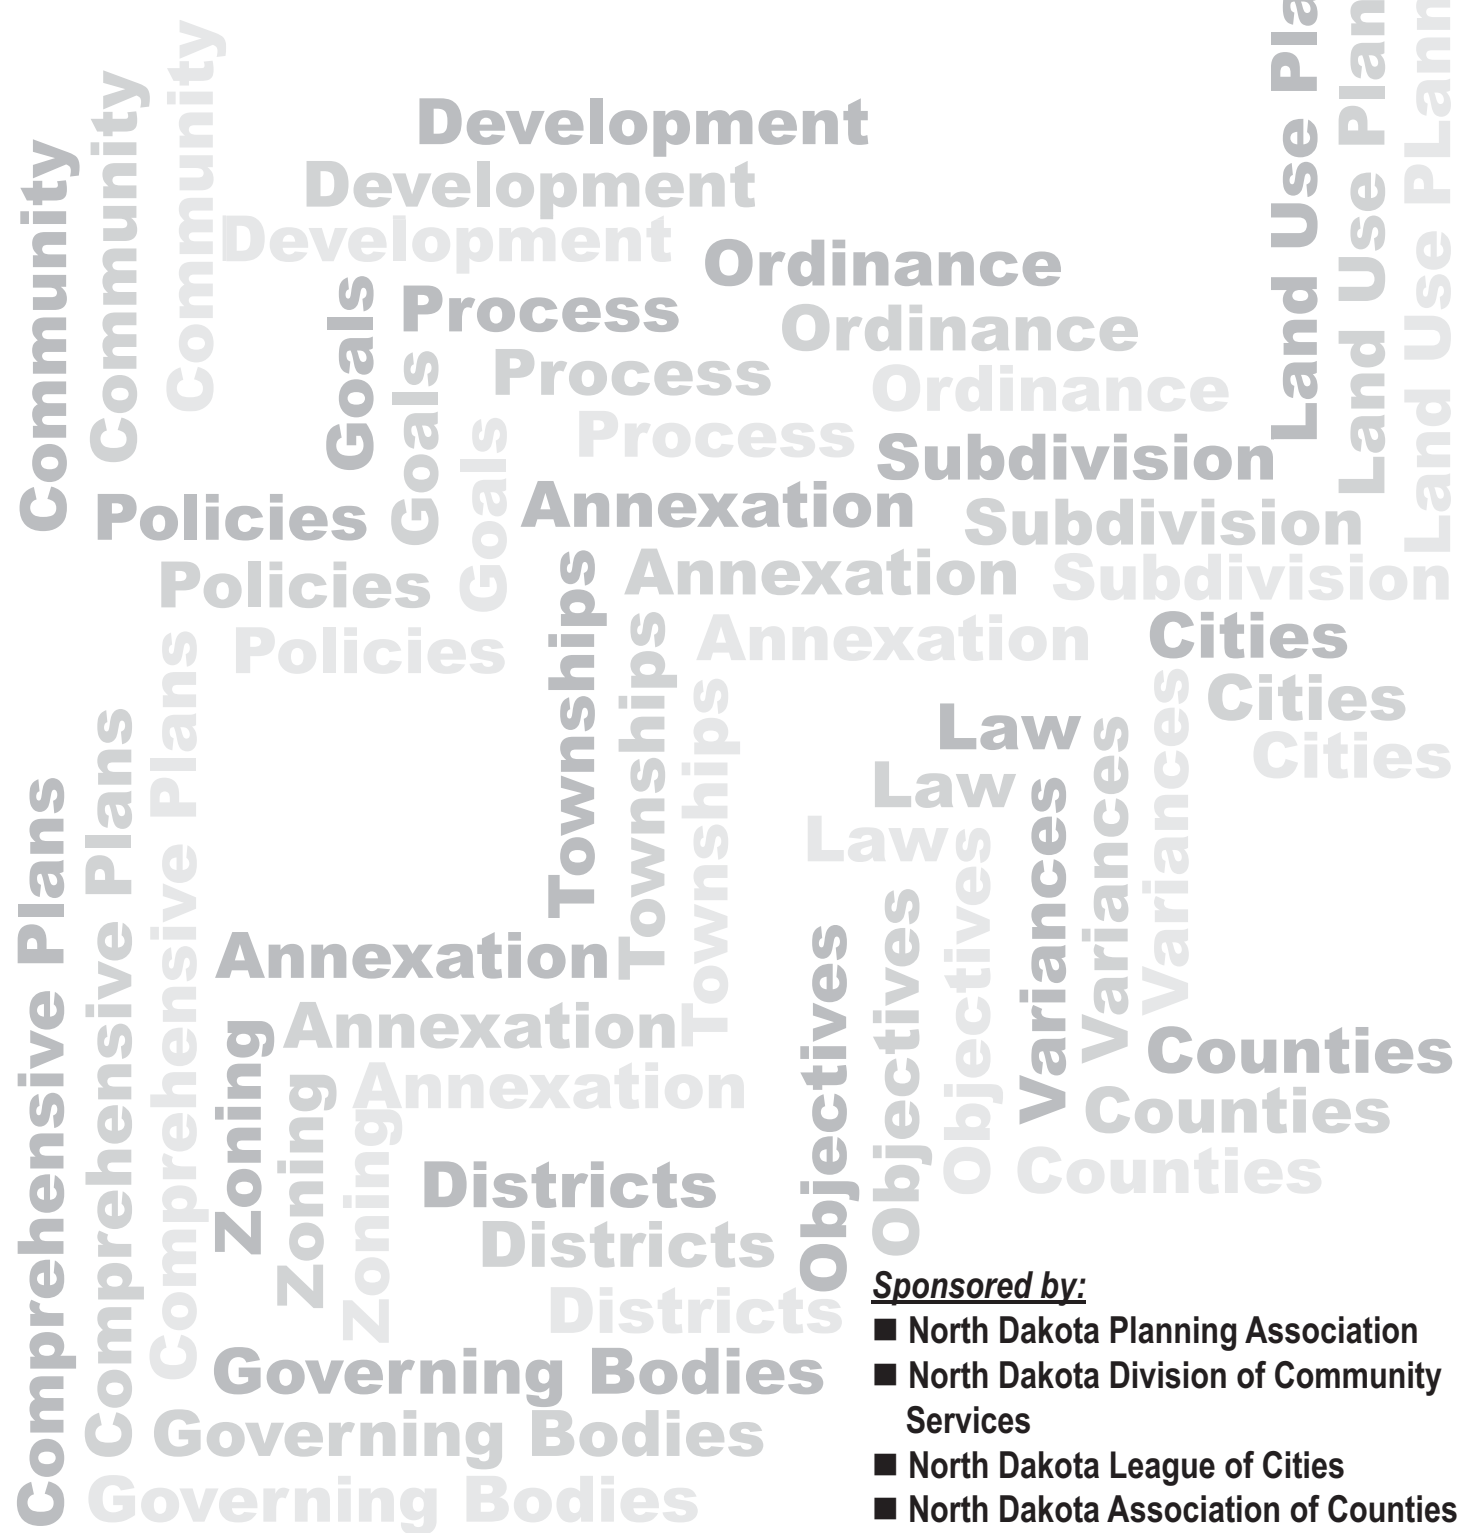 Community
Community
Community
Development
Development
Development
Land Use Pla
Land Use Plan
Land Use PLann
Goals
Goals
Goals
Process
Process
Process
Ordinance
Ordinance
Ordinance
Subdivision
Subdivision
Subdivision
Policies
Policies
Policies
Annexation
Annexation
Annexation
Townships
Townships
Townships
Cities
Cities
Cities
Law
Law
Laws
Comprehensive Plans
Comprehensive Plans
Comprehensive Plans
Objectives
Objectives
Objectives
Variances
Variances
Variances
Annexation
Annexation
Annexation
Zoning
Zoning
Zoning
Counties
Counties
Counties
Districts
Districts
Districts
Governing Bodies
Governing Bodies
Governing Bodies
Sponsored by:
■ North Dakota Planning Association
■ North Dakota Division of Community
Services
■ North Dakota League of Cities
■ North Dakota Association of Counties